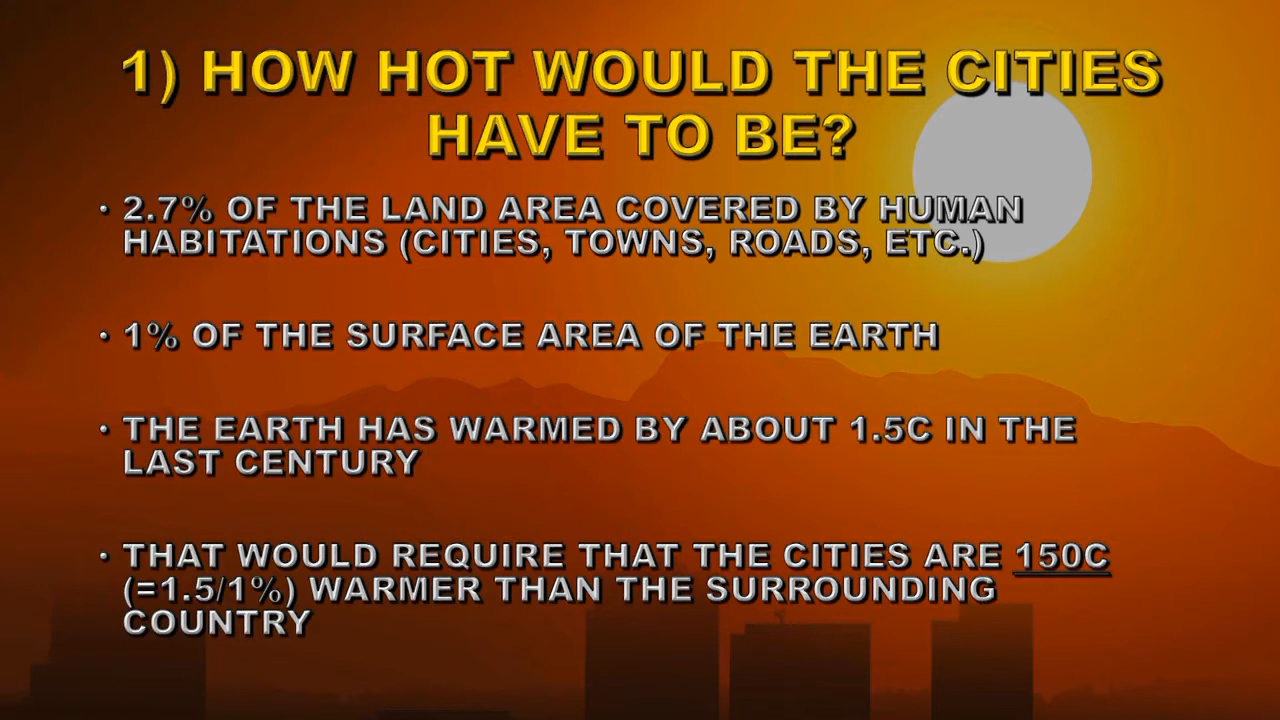 1) HOW HOT WOULD THE CITIES
HAVE TO BE?
• 2.7% OF THE LAND AREA COVERED BY HUMAN
HABITATIONS (CITIES, TOWNS, ROADS, ETC.)
• 1% OF THE SURFACE AREA OF THE EARTH
• THE EARTH HAS WARMED BY ABOUT 1.5C IN THE
LAST CENTURY
• THAT WOULD REQUIRE THAT THE CITIES ARE 150C
(=1.5/1%) WARMER THAN THE SURROUNDING
COUNTRY